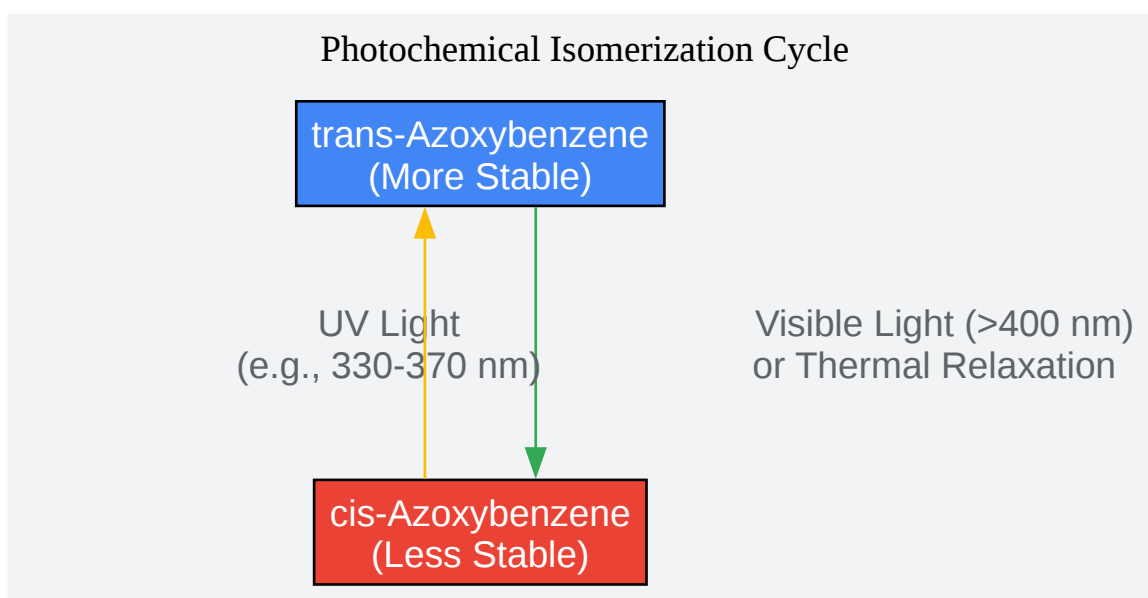 Photochemical Isomerization Cycle
trans-Azoxybenzene
(More Stable)
UV Light
(e.g., 330-370 nm)
Visible Light (>400 nm)
or Thermal Relaxation
cis-Azoxybenzene
(Less Stable)